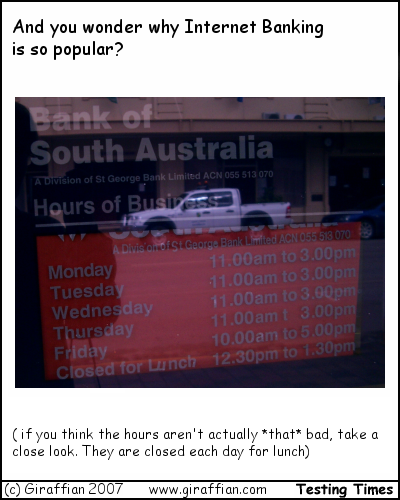 And you wonder why Internet Banking
is so popular?
Bank of
South Australia
A Division of St George Bank Limited ACN 055 513 070
Hours of Business
A Division of St George Bank Limited ACN 055 513 070
Monday 11.00am to 3.00pm
Tuesday 11.00am to 3.00pm
Wednesday 11.00am to 3.00pm
Thursday 11.00am t 3.00pm
Friday 10.00am to 5.00pm
Closed for Lunch 12.30pm to 1.30pm
( if you think the hours aren't actually *that* bad, take a
close look. They are closed each day for lunch)
(c) Giraffian 2007 www.giraffian.com Testing Times